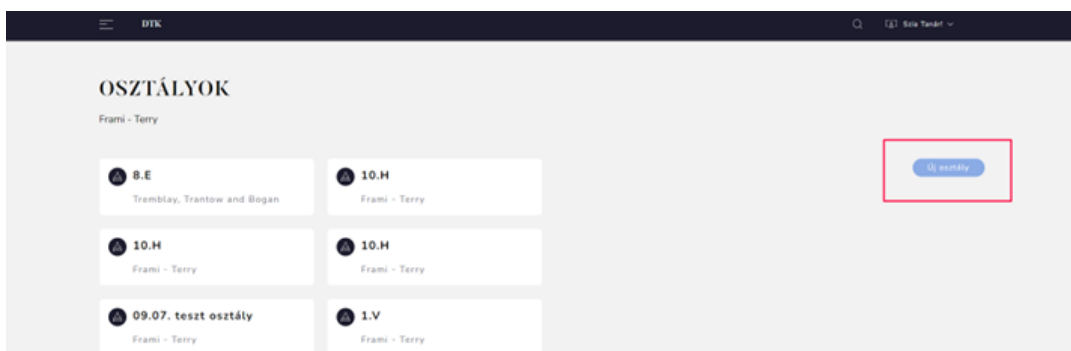 DTK
Szia Tanár!
OSZTÁLYOK
Frami - Terry
Új osztály
8.E
Tremblay, Trantow and Bogan
10.H
Frami - Terry
10.H
Frami - Terry
10.H
Frami - Terry
09.07. teszt osztály
Frami - Terry
1.V
Frami - Terry